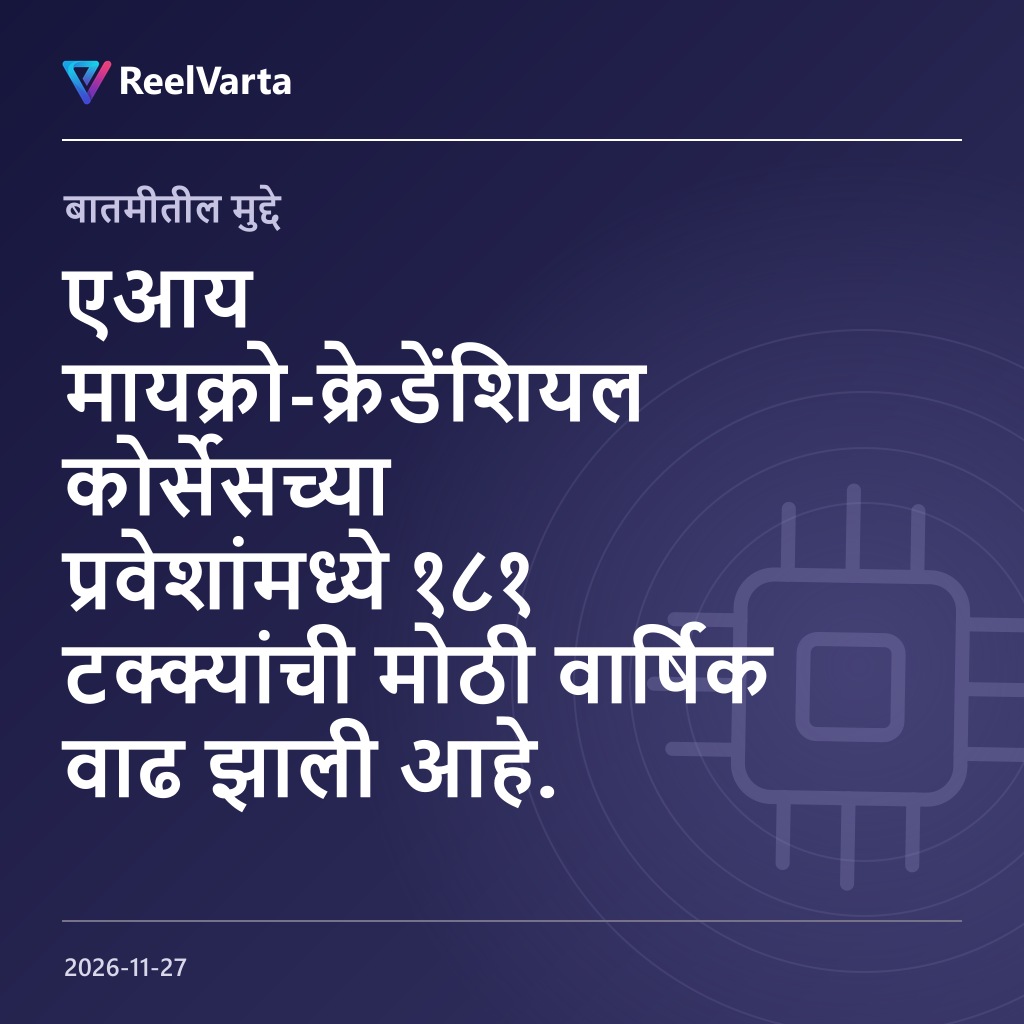 ReelVarta
बातमीतील मुद्दे
एआय
मायक्रो-क्रेडेंशियल
कोर्सेसच्या
प्रवेशांमध्ये १८१
टक्क्यांची मोठी वार्षिक
वाढ झाली आहे.
2026-11-27